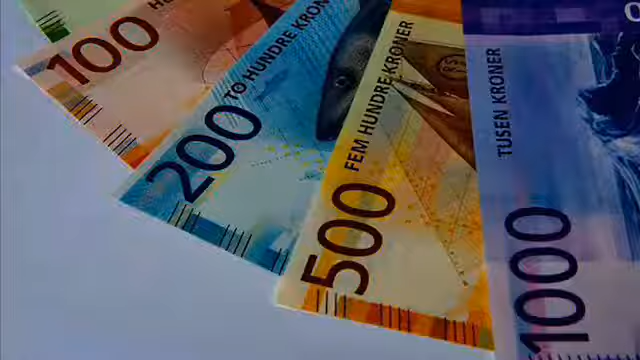 100
200
TO HUNDRE KRONER
500
FEM HUNDRE KRONER
1000
TUSEN KRONER